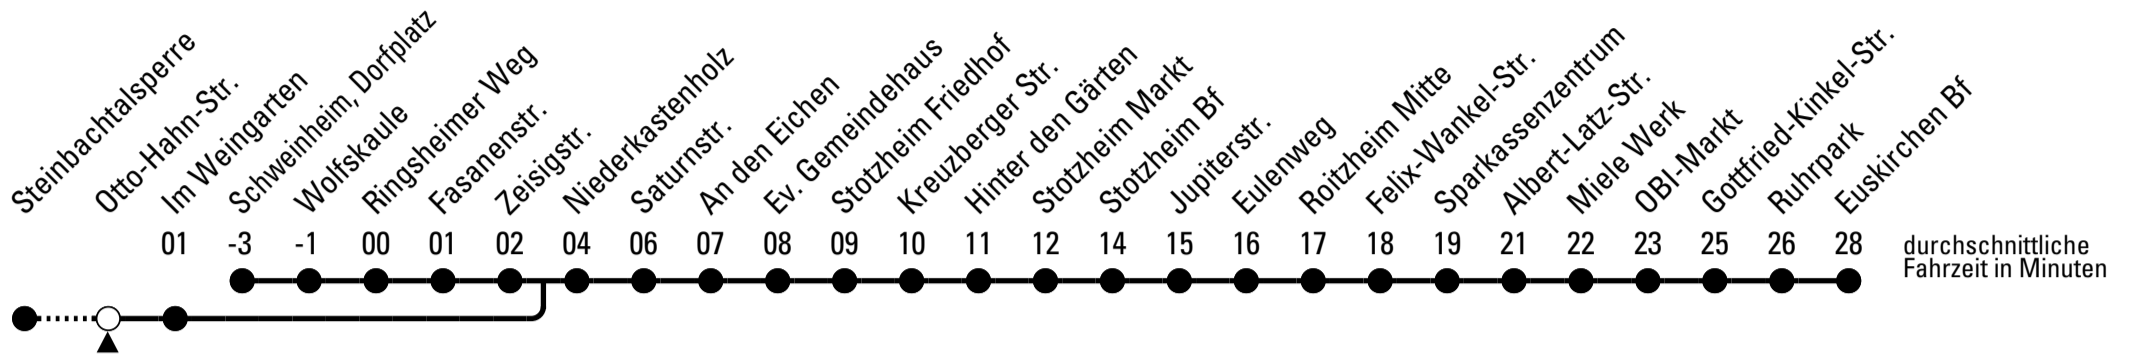 Steinbachtalsperre
Otto-Hahn-Str.
Im Weingarten
Schweinheim, Dorfplatz
Wolfskaule
Ringsheimer Weg
Fasanenstr.
Zeisigstr.
Niederkastenholz
Saturnstr.
An den Eichen
Ev. Gemeindehaus
Stotzheim Friedhof
Kreuzberger Str.
Hinter den Gärten
Stotzheim Markt
Stotzheim Bf
Jupiterstr.
Eulenweg
Roitzheim Mitte
Felix-Wankel-Str.
Sparkassenzentrum
Albert-Latz-Str.
Miele Werk
OBI-Markt
Gottfried-Kinkel-Str.
Ruhrpark
Euskirchen Bf
01 -3 -1 00 01 02 04 06 07 08 09 10 11 12 14 15 16 17 18 19 21 22 23 25 26 28
durchschnittliche
Fahrzeit in Minuten